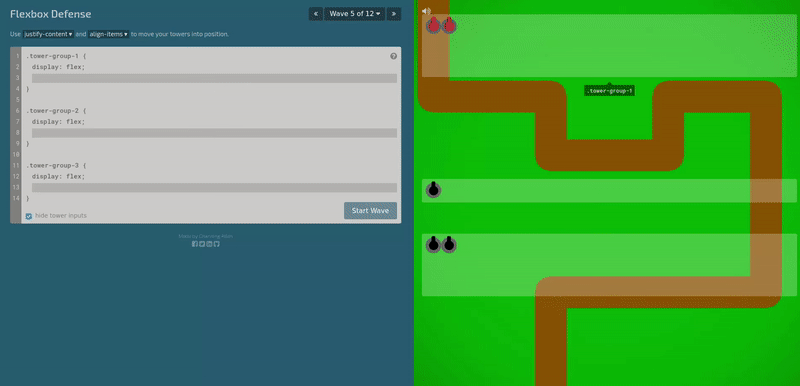 Flexbox Defense
« Wave 5 of 12 ▾ »
Use justify-content ▾ and align-items ▾ to move your towers into position.
1 .tower-group-1 {
2 display: flex;
3
4 }
5
6 .tower-group-2 {
7 display: flex;
8
9 }
10
11 .tower-group-3 {
12 display: flex;
13
14 }
hide tower inputs
Start Wave
.tower-group-1